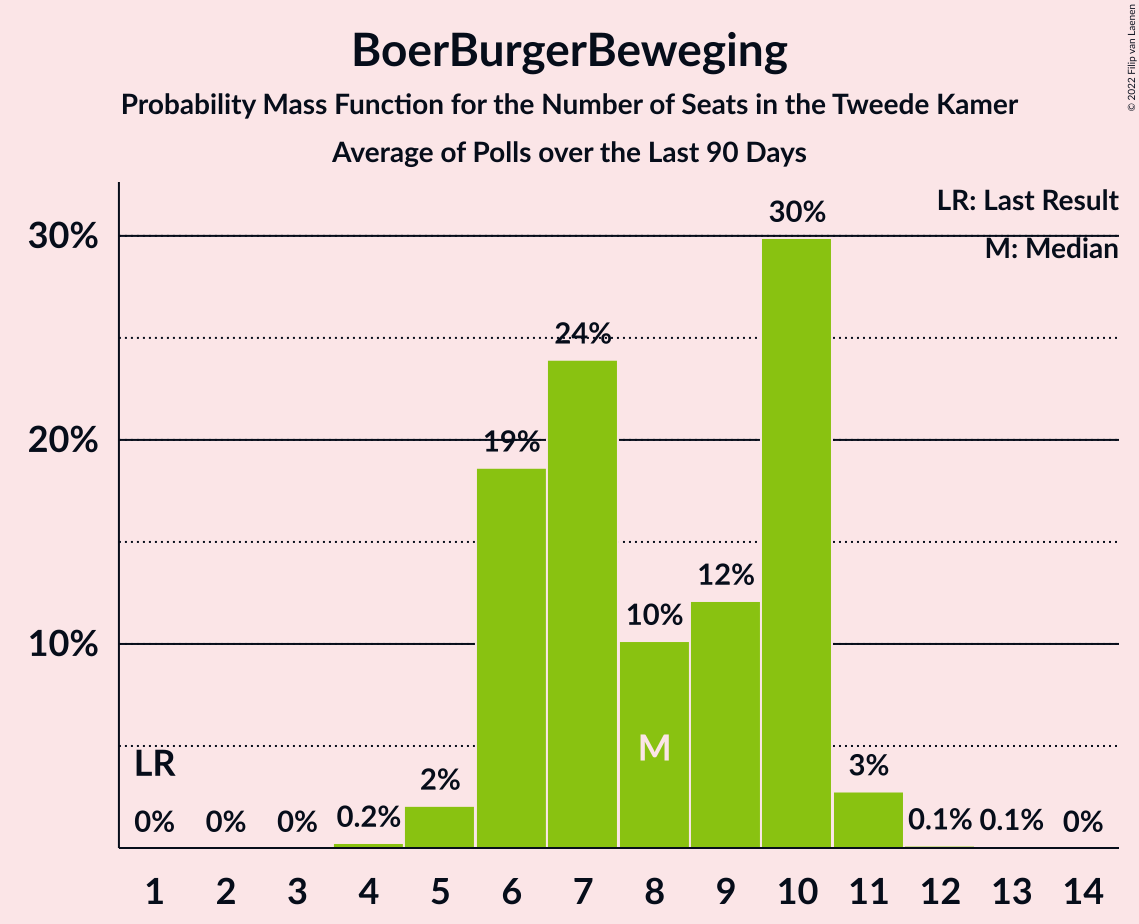 BoerBurgerBeweging
Probability Mass Function for the Number of Seats in the Tweede Kamer
Average of Polls over the Last 90 Days
© 2022 Filip van Laenen
LR: Last Result
M: Median
30%
20%
10%
0% 0% 0% 0.2% 2% 19% 24% 10% 12% 30% 3% 0.1% 0.1% 0%
LR
M
1 2 3 4 5 6 7 8 9 10 11 12 13 14